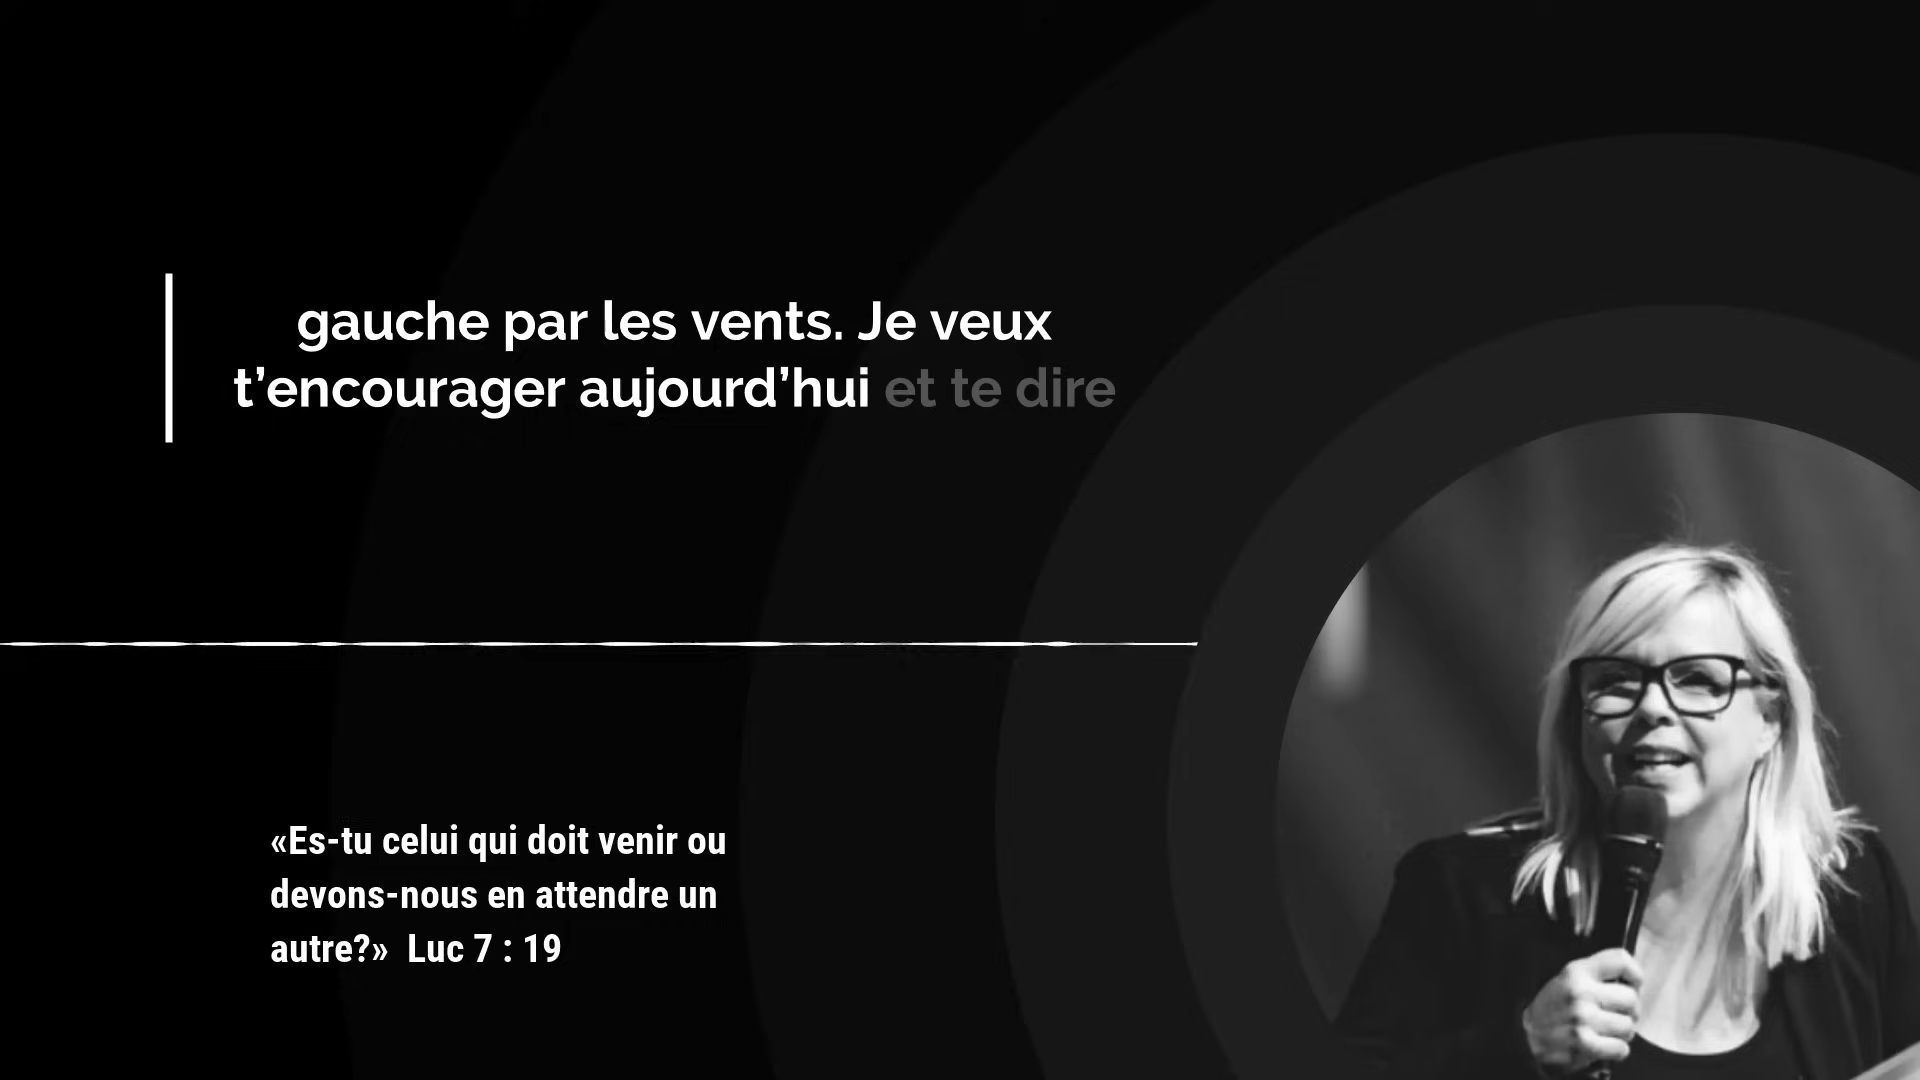 gauche par les vents. Je veux
t’encourager aujourd’hui et te dire
«Es-tu celui qui doit venir ou
devons-nous en attendre un
autre?»  Luc 7 : 19